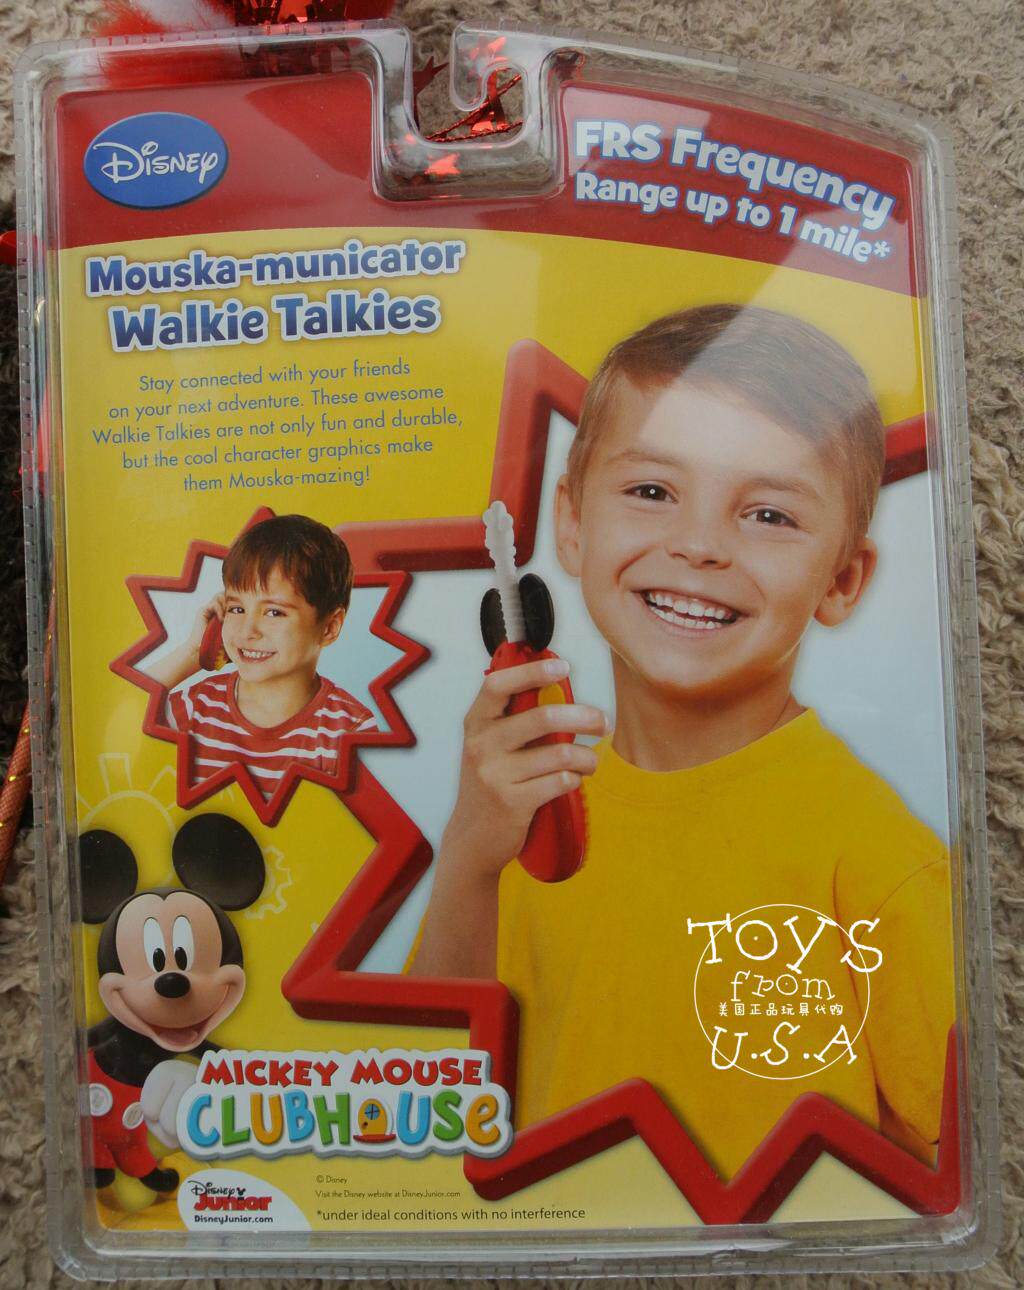 Disney
FRS Frequency
Range up to 1 mile*
Mouska-municator
Walkie Talkies
Stay connected with your friends
on your next adventure. These awesome
Walkie Talkies are not only fun and durable,
but the cool character graphics make
them Mouska-mazing!
TOYS
from
美国正品玩具代购
U.S.A
MICKEY MOUSE
CLUBHOUSE
Disney
Junior
DisneyJunior.com
© Disney
Visit the Disney website at DisneyJunior.com
*under ideal conditions with no interference